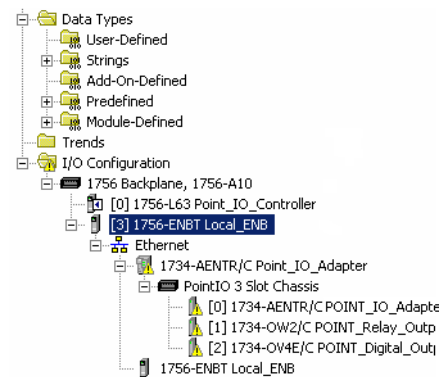 Data Types
User-Defined
Strings
Add-On-Defined
Predefined
Module-Defined
Trends
I/O Configuration
1756 Backplane, 1756-A10
[0] 1756-L63 Point_IO_Controller
[3] 1756-ENBT Local_ENB
Ethernet
1734-AENTR/C Point_IO_Adapter
PointIO 3 Slot Chassis
[0] 1734-AENTR/C POINT_IO_Adapte
[1] 1734-OW2/C POINT_Relay_Outp
[2] 1734-OV4E/C POINT_Digital_Out
1756-ENBT Local_ENB